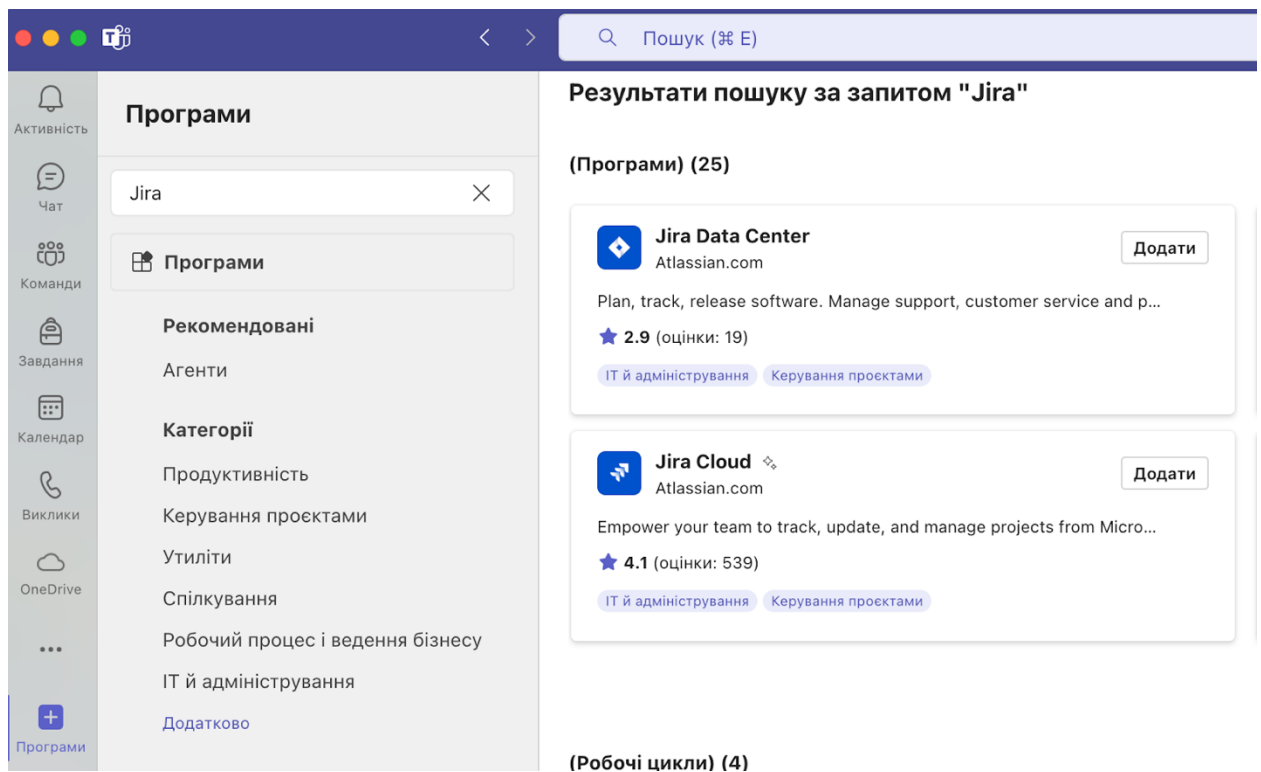 Пошук (⌘ E)
Активність
Чат
Команди
Завдання
Календар
Виклики
OneDrive
Програми
Програми
Jira
Програми
Рекомендовані
Агенти
Категорії
Продуктивність
Керування проєктами
Утиліти
Спілкування
Робочий процес і ведення бізнесу
ІТ й адміністрування
Додатково
Результати пошуку за запитом "Jira"
(Програми) (25)
Jira Data Center
Atlassian.com
Додати
Plan, track, release software. Manage support, customer service and p...
2.9 (оцінки: 19)
ІТ й адміністрування Керування проєктами
Jira Cloud
Atlassian.com
Додати
Empower your team to track, update, and manage projects from Micro...
4.1 (оцінки: 539)
ІТ й адміністрування Керування проєктами
(Робочі цикли) (4)